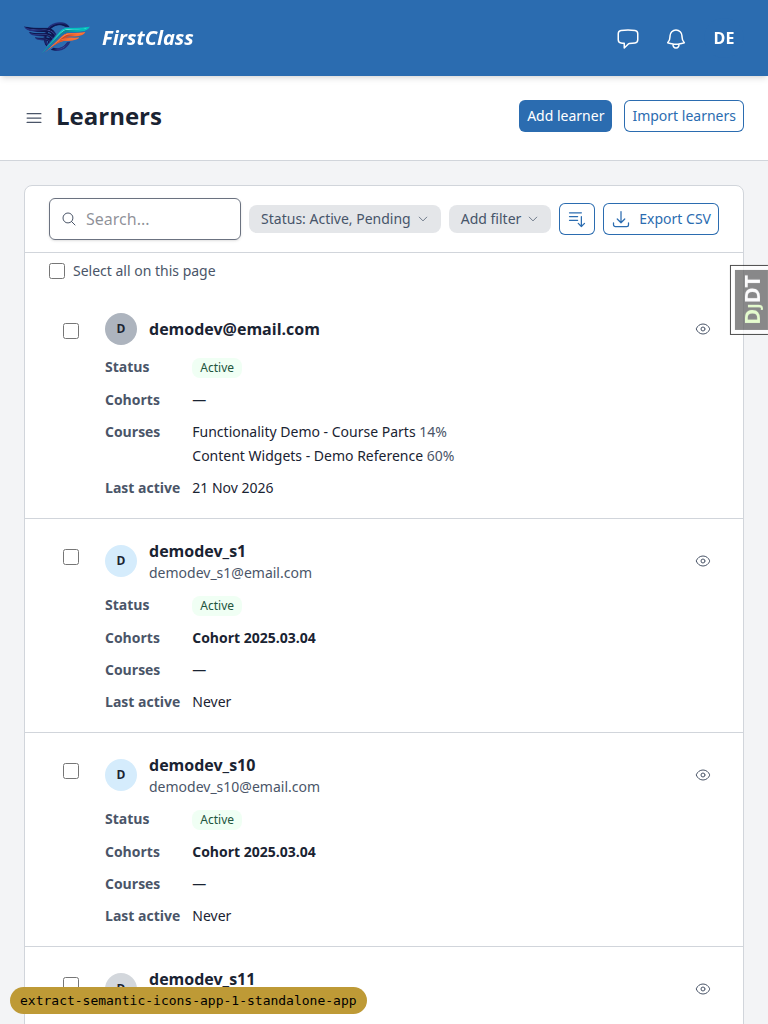 FirstClass
DE
Learners
Add learner
Import learners
Search...
Status: Active, Pending
Add filter
Export CSV
Select all on this page
DjDT
D
demodev@email.com
Status
Active
Cohorts
—
Courses
Functionality Demo - Course Parts 14%
Content Widgets - Demo Reference 60%
Last active
21 Nov 2026
D
demodev_s1
demodev_s1@email.com
Status
Active
Cohorts
Cohort 2025.03.04
Courses
—
Last active
Never
D
demodev_s10
demodev_s10@email.com
Status
Active
Cohorts
Cohort 2025.03.04
Courses
—
Last active
Never
D
demodev_s11
extract-semantic-icons-app-1-standalone-app